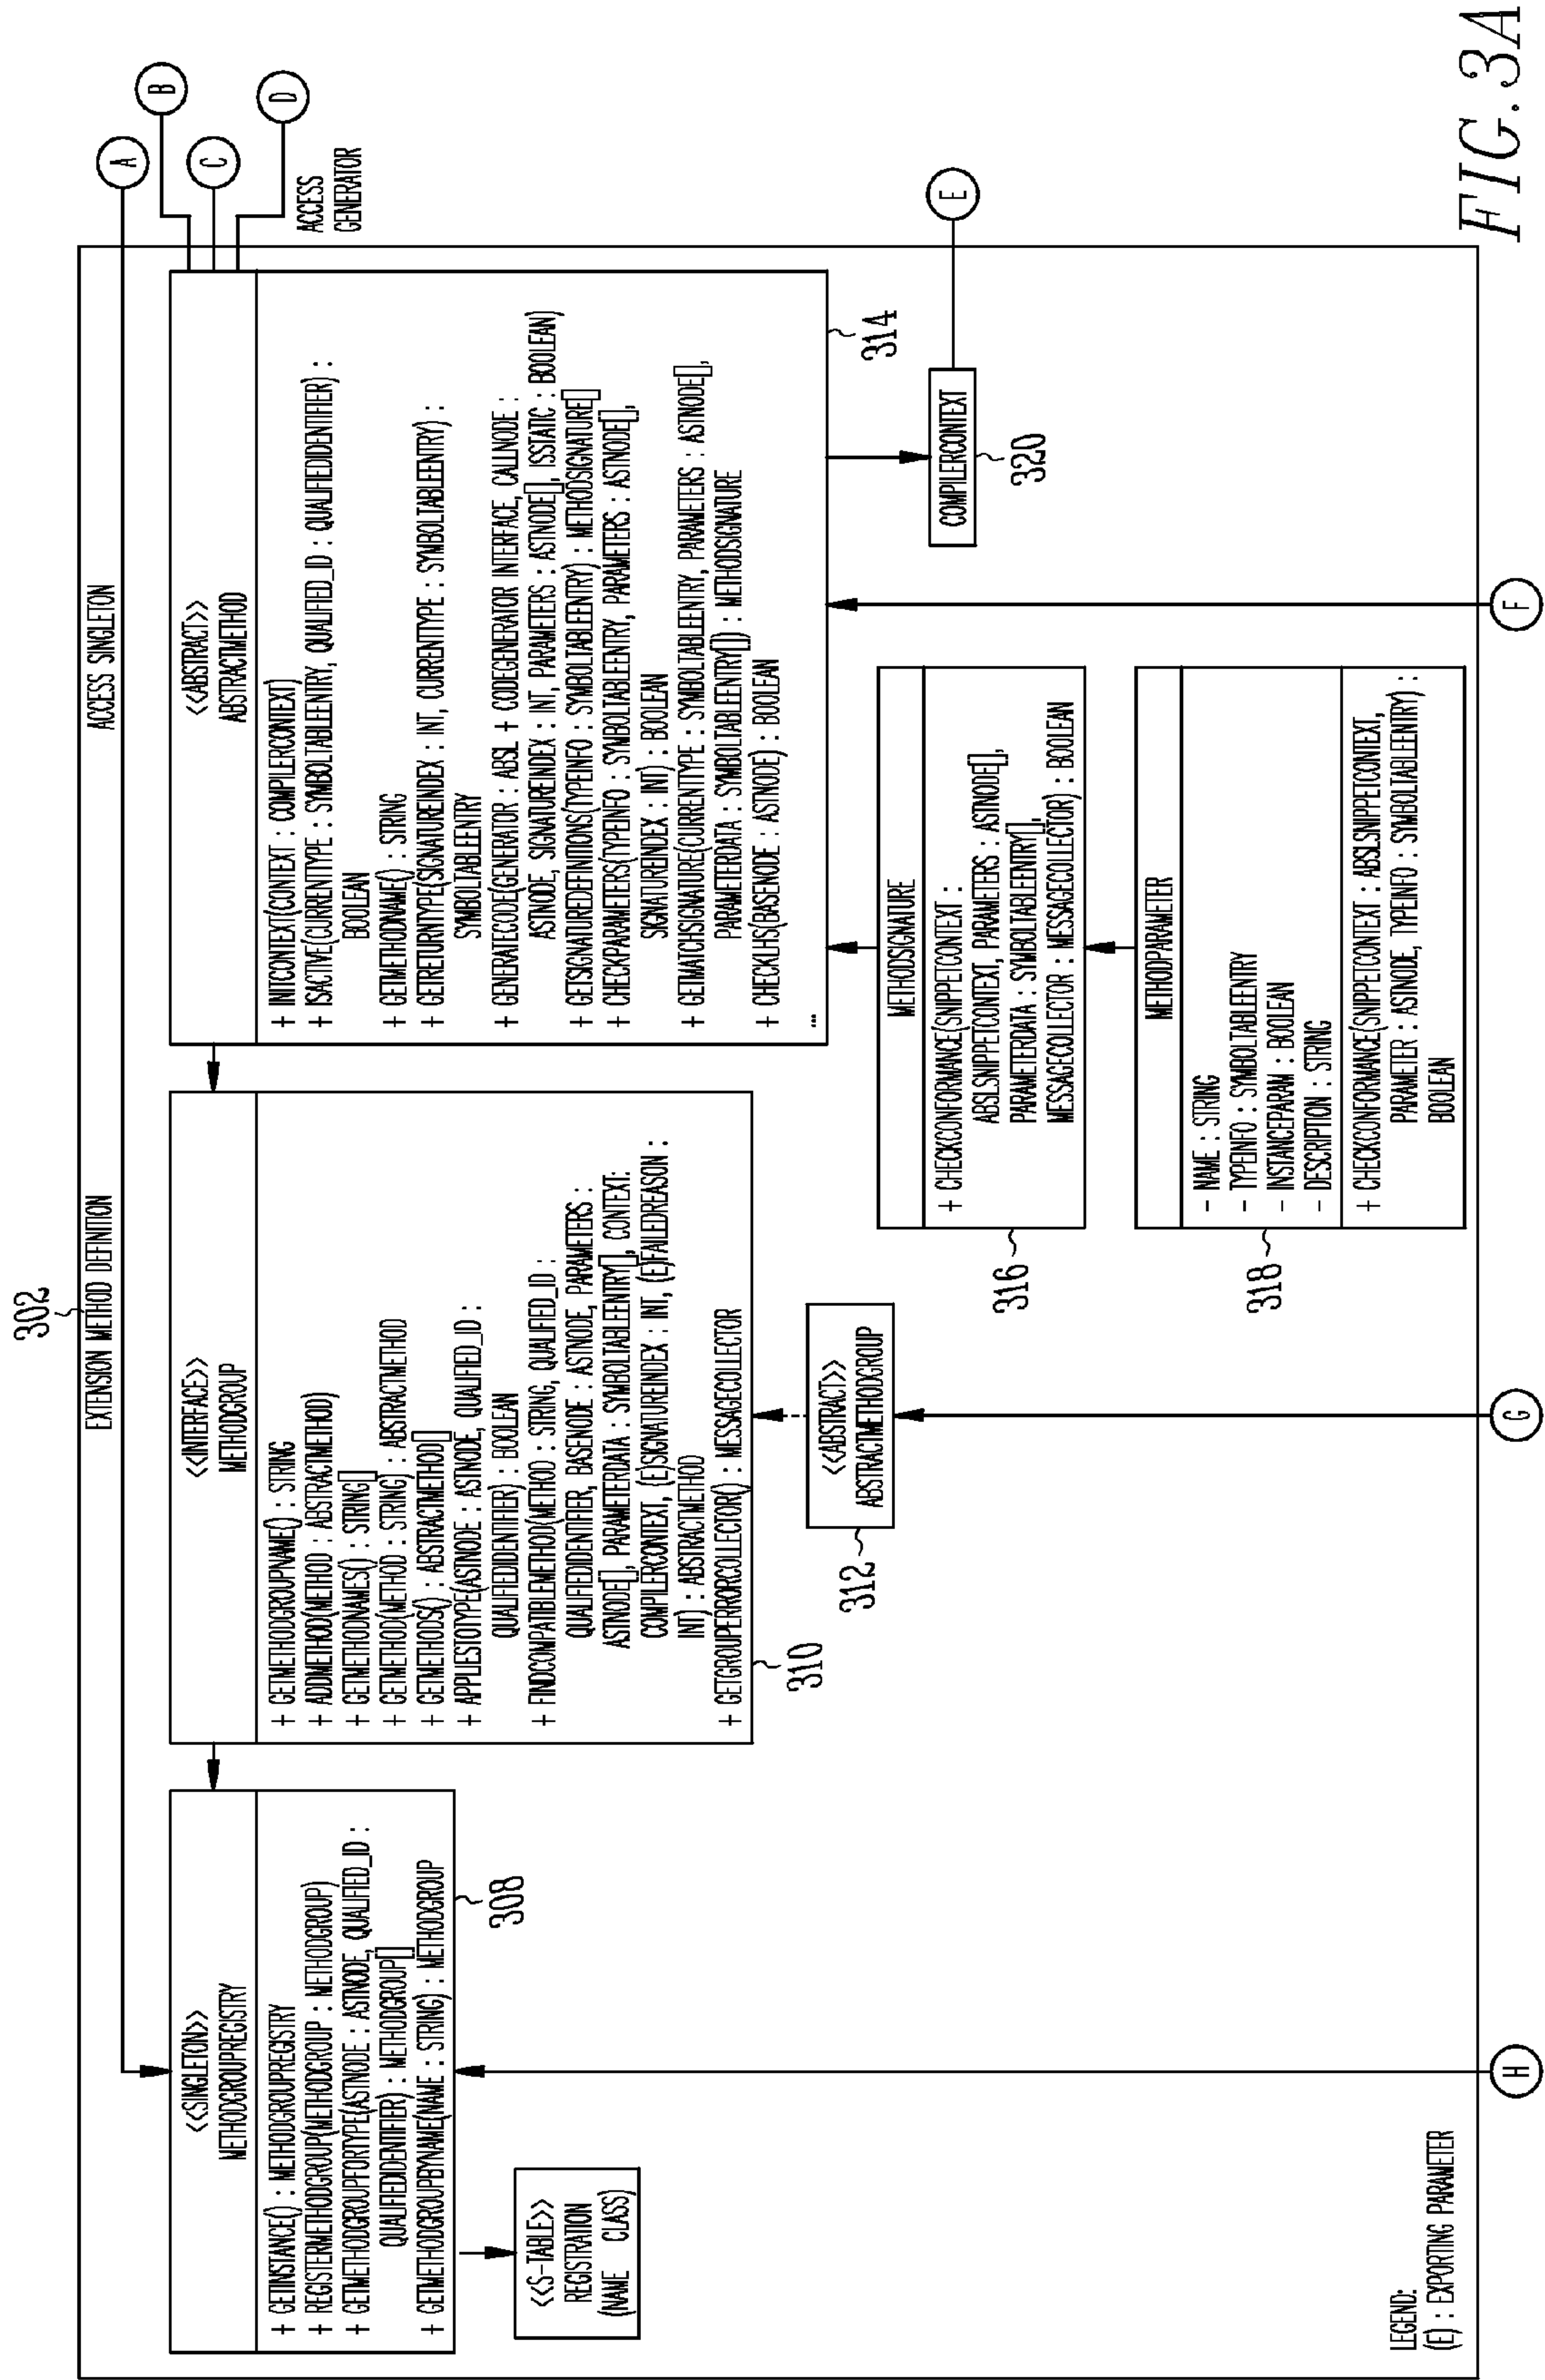 302
EXTENSION METHOD DEFINITION
ACCESS SINGLETON
A
B
C
D
ACCESS
GENERATOR
<<SINGLETON>>
METHODGROUPREGISTRY
+ GETINSTANCE() : METHODGROUPREGISTRY
+ REGISTERMETHODGROUP(METHODGROUP : METHODGROUP)
+ GETMETHODGROUPFORTYPE(ASTNODE : ASTNODE, QUALIFIED_ID :
QUALIFIEDIDENTIFIER) : METHODGROUP[]
+ GETMETHODGROUPBYNAME(NAME : STRING) : METHODGROUP
308
<<S-TABLE>>
REGISTRATION
(NAME CLASS)
<<INTERFACE>>
METHODGROUP
+ GETMETHODGROUPNAME() : STRING
+ ADDMETHOD(METHOD : ABSTRACTMETHOD)
+ GETMETHODNAMES() : STRING[]
+ GETMETHOD(METHOD : STRING) : ABSTRACTMETHOD
+ GETMETHODS() : ABSTRACTMETHOD[]
+ APPLIESTOTYPE(ASTNODE : ASTNODE, QUALIFIED_ID :
QUALIFIEDIDENTIFIER) : BOOLEAN
+ FINDCOMPATIBLEMETHOD(METHOD : STRING, QUALIFIED_ID :
QUALIFIEDIDENTIFIER, BASENODE : ASTNODE, PARAMETERS :
ASTNODE[], PARAMETERDATA : SYMBOLTABLEENTRY[], CONTEXT:
COMPILERCONTEXT, (E)SIGNATUREINDEX : INT, (E)FAILEDREASON :
INT) : ABSTRACTMETHOD
+ GETGROUPERRORCOLLECTOR() : MESSAGECOLLECTOR
310
<<ABSTRACT>>
ABSTRACTMETHODGROUP
312
<<ABSTRACT>>
ABSTRACTMETHOD
+ INITCONTEXT(CONTEXT : COMPILERCONTEXT)
+ ISACTIVE(CURRENTTYPE : SYMBOLTABLEENTRY, QUALIFIED_ID : QUALIFIEDIDENTIFIER) :
BOOLEAN
+ GETMETHODNAME() : STRING
+ GETRETURNTYPE(SIGNATUREINDEX : INT, CURRENTTYPE : SYMBOLTABLEENTRY) :
SYMBOLTABLEENTRY
+ GENERATECODE(GENERATOR : ABSL + CODEGENERATOR INTERFACE, CALLNODE :
ASTNODE, SIGNATUREINDEX : INT, PARAMETERS : ASTNODE[], ISSTATIC : BOOLEAN)
+ GETSIGNATUREDEFINITIONS(TYPEINFO : SYMBOLTABLEENTRY) : METHODSIGNATURE[]
+ CHECKPARAMETERS(TYPEINFO : SYMBOLTABLEENTRY, PARAMETERS : ASTNODE[],
SIGNATUREINDEX : INT) : BOOLEAN
+ GETMATCHSIGNATURE(CURRENTTYPE : SYMBOLTABLEENTRY, PARAMETERS : ASTNODE[],
PARAMETERDATA : SYMBOLTABLEENTRY[]) : METHODSIGNATURE
+ CHECKLHS(BASENODE : ASTNODE) : BOOLEAN
...
314
METHODSIGNATURE
+ CHECKCONFORMANCE(SNIPPETCONTEXT :
ABSLSNIPPETCONTEXT, PARAMETERS : ASTNODE[],
PARAMETERDATA : SYMBOLTABLEENTRY[],
MESSAGECOLLECTOR : MESSAGECOLLECTOR) : BOOLEAN
316
METHODPARAMETER
- NAME : STRING
- TYPEINFO : SYMBOLTABLEENTRY
- INSTANCEPARAM : BOOLEAN
- DESCRIPTION : STRING
+ CHECKCONFORMANCE(SNIPPETCONTEXT : ABSLSNIPPETCONTEXT,
PARAMETER : ASTNODE, TYPEINFO : SYMBOLTABLEENTRY) :
BOOLEAN
318
COMPILERCONTEXT
320
E
LEGEND:
(E) : EXPORTING PARAMETER
H
G
F
FIG. 3A